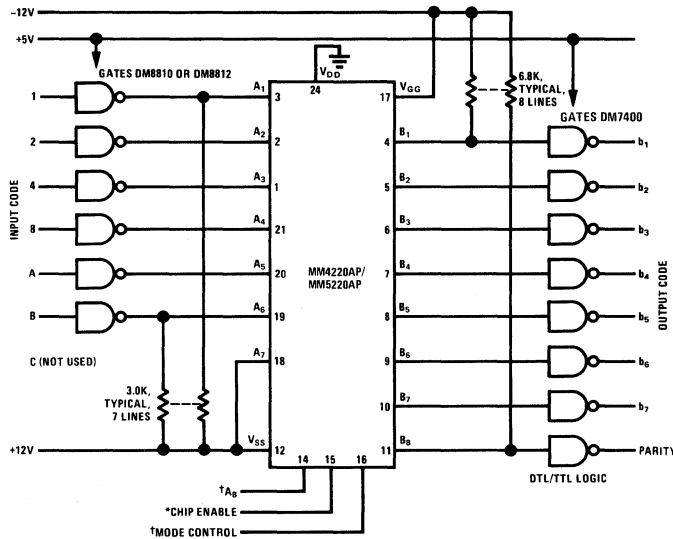 −12V
+5V
GATES DM8810 OR DM8812
VDD
24
VGG
17
6.8K,
TYPICAL,
8 LINES
GATES DM7400
INPUT CODE
1
A1
3
2
A2
2
4
A3
1
8
A4
21
A
A5
20
B
A6
19
C (NOT USED)
A7
18
3.0K,
TYPICAL,
7 LINES
+12V
VSS
12
MM4220AP/
MM5220AP
4
B1
b1
5
B2
b2
6
B3
b3
7
B4
b4
8
B5
b5
9
B6
b6
10
B7
b7
11
B8
PARITY
OUTPUT CODE
DTL/TTL LOGIC
14
15
16
†A8
*CHIP ENABLE
†MODE CONTROL